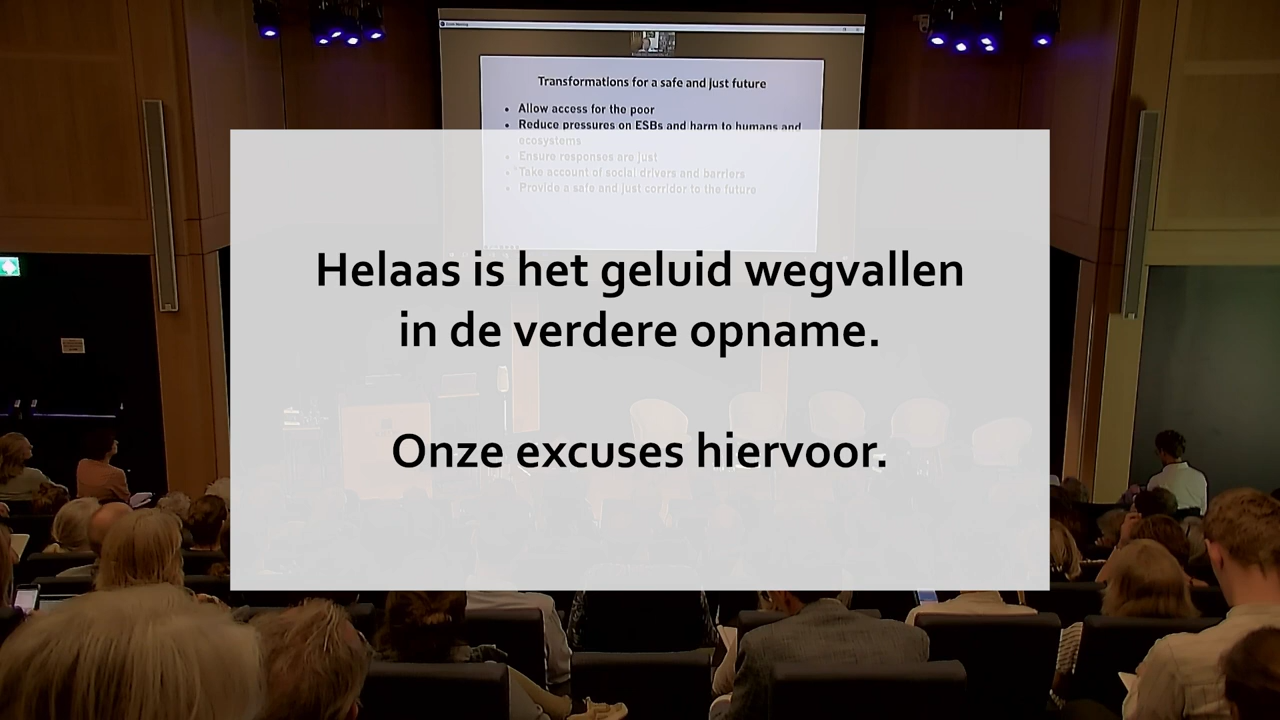 Transformations for a safe and just future
• Allow access for the poor
• Reduce pressures on ESBs and harm to humans and
ecosystems
• Ensure responses are just
• Take account of social drivers and barriers
• Provide a safe and just corridor to the future
Helaas is het geluid wegvallen
in de verdere opname.
Onze excuses hiervoor.